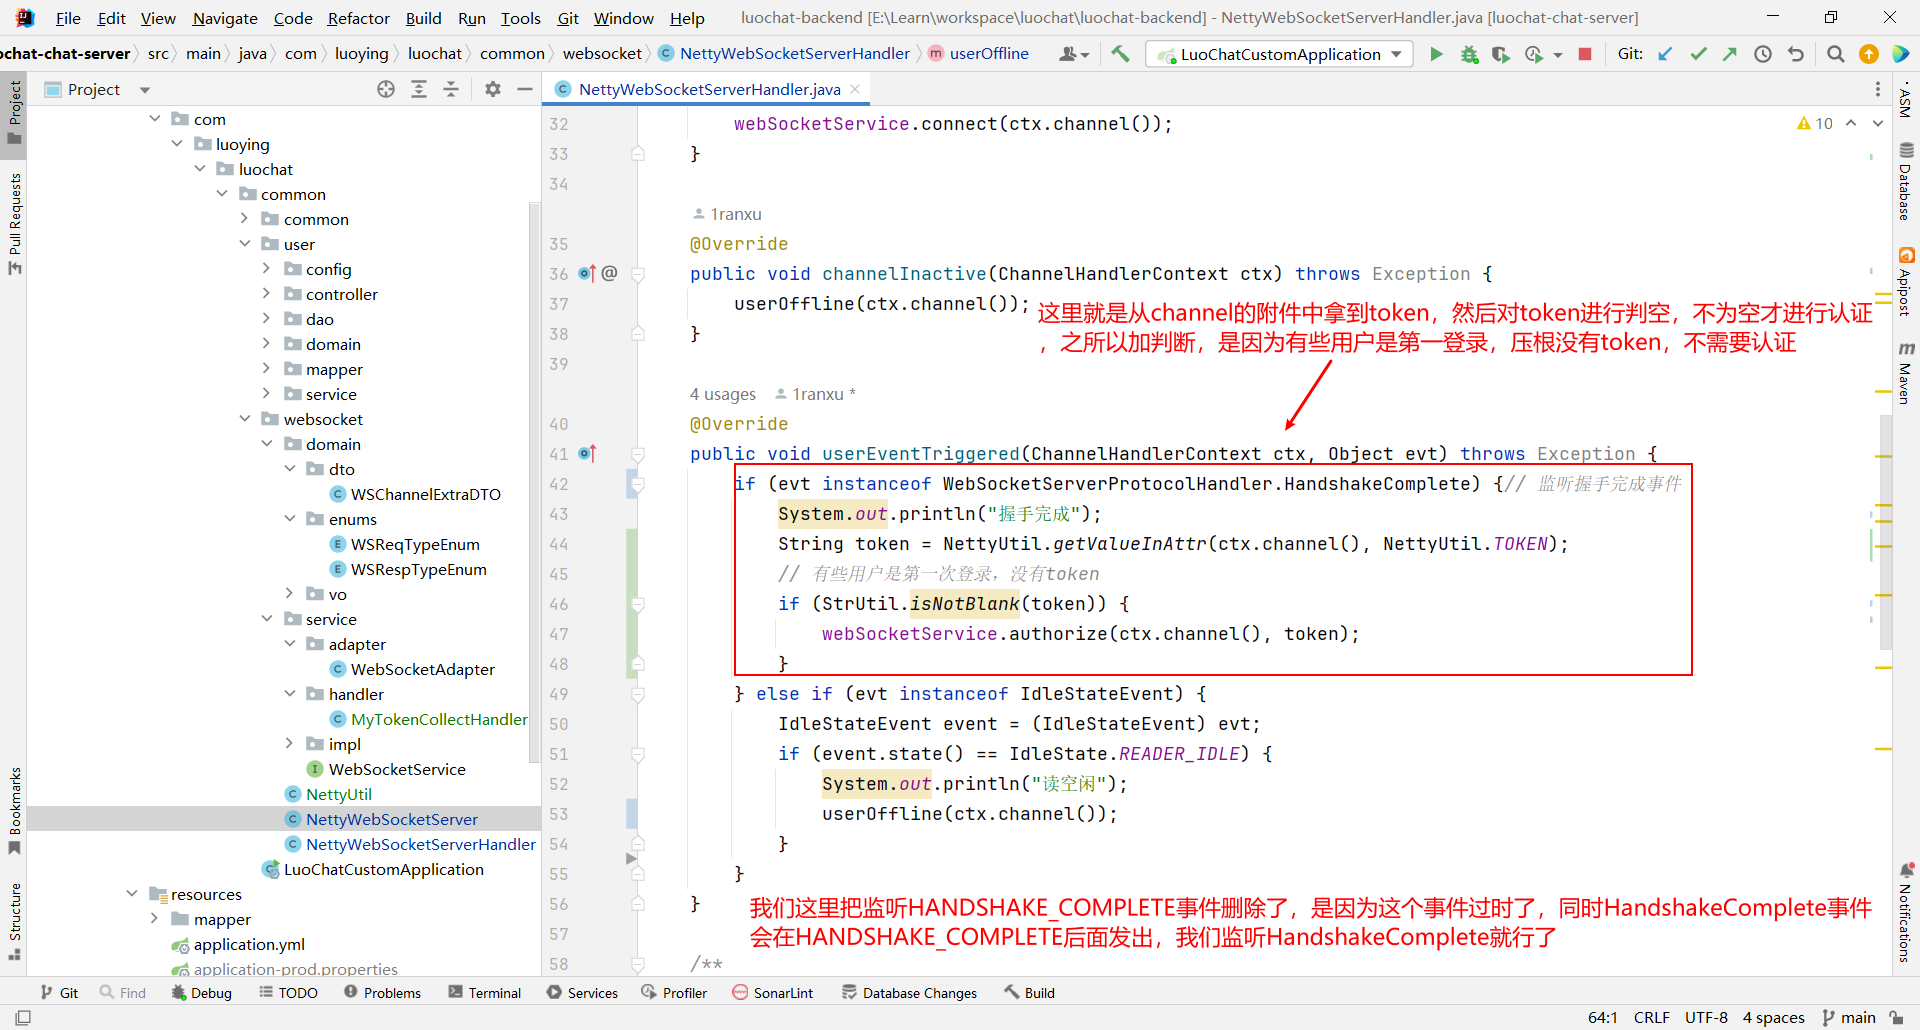 File Edit View Navigate Code Refactor Build Run Tools Git Window Help luochat-backend [E:\Learn\workspace\luochat\luochat-backend] - NettyWebSocketServerHandler.java [luochat-chat-server]
ochat-chat-server src main java com luoying luochat common websocket NettyWebSocketServerHandler userOffline LuoChatCustomApplication Git:
Project
NettyWebSocketServerHandler.java
Project
Pull Requests
Bookmarks
Structure
com
luoying
luochat
common
common
user
config
controller
dao
domain
mapper
service
websocket
domain
dto
WSChannelExtraDTO
enums
WSReqTypeEnum
WSRespTypeEnum
vo
service
adapter
WebSocketAdapter
handler
MyTokenCollectHandler
impl
WebSocketService
NettyUtil
NettyWebSocketServer
NettyWebSocketServerHandler
LuoChatCustomApplication
resources
mapper
application.yml
application-prod.properties
10
32 webSocketService.connect(ctx.channel());
33 }
34
1ranxu
35 @Override
36 @ public void channelInactive(ChannelHandlerContext ctx) throws Exception {
37 userOffline(ctx.channel());
38 }
39
这里就是从channel的附件中拿到token，然后对token进行判空，不为空才进行认证
，之所以加判断，是因为有些用户是第一登录，压根没有token，不需要认证
4 usages 1ranxu *
40 @Override
41 public void userEventTriggered(ChannelHandlerContext ctx, Object evt) throws Exception {
42 if (evt instanceof WebSocketServerProtocolHandler.HandshakeComplete) {// 监听握手完成事件
43 System.out.println("握手完成");
44 String token = NettyUtil.getValueInAttr(ctx.channel(), NettyUtil.TOKEN);
45 // 有些用户是第一次登录，没有token
46 if (StrUtil.isNotBlank(token)) {
47 webSocketService.authorize(ctx.channel(), token);
48 }
49 } else if (evt instanceof IdleStateEvent) {
50 IdleStateEvent event = (IdleStateEvent) evt;
51 if (event.state() == IdleState.READER_IDLE) {
52 System.out.println("读空闲");
53 userOffline(ctx.channel());
54 }
55 }
56 }
57
58 /**
我们这里把监听HANDSHAKE_COMPLETE事件删除了，是因为这个事件过时了，同时HandshakeComplete事件
会在HANDSHAKE_COMPLETE后面发出，我们监听HandshakeComplete就行了
ASM
Database
Apipost
m Maven
Notifications
Git Find Debug TODO Problems Terminal Services Profiler SonarLint Database Changes Build
64:1 CRLF UTF-8 4 spaces main